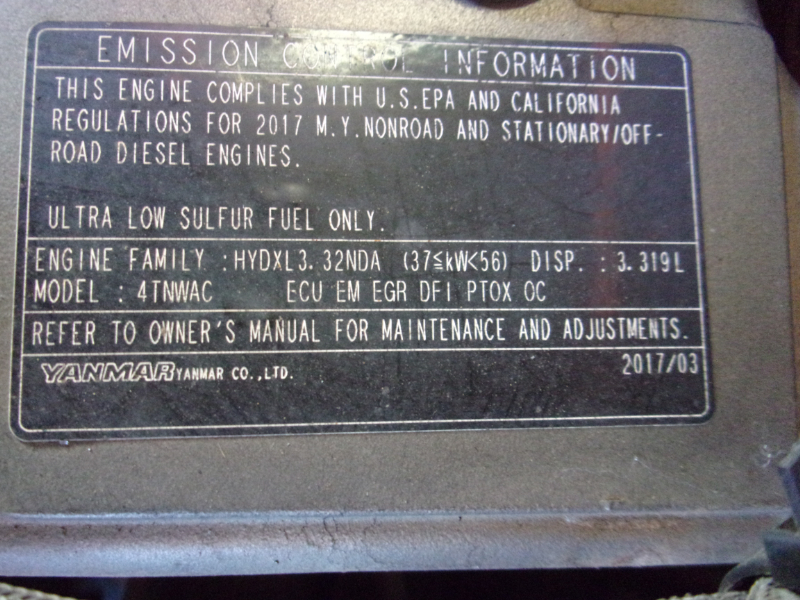 EMISSION CONTROL INFORMATION
THIS ENGINE COMPLIES WITH U.S.EPA AND CALIFORNIA
REGULATIONS FOR 2017 M.Y.NONROAD AND STATIONARY/OFF-
ROAD DIESEL ENGINES.
ULTRA LOW SULFUR FUEL ONLY.
ENGINE FAMILY :HYDXL3.32NDA (37≦kW<56) DISP. : 3.319L
MODEL : 4TNWAC ECU EM EGR DFI PTOX OC
REFER TO OWNER'S MANUAL FOR MAINTENANCE AND ADJUSTMENTS.
YANMAR YANMAR CO.,LTD. 2017/03